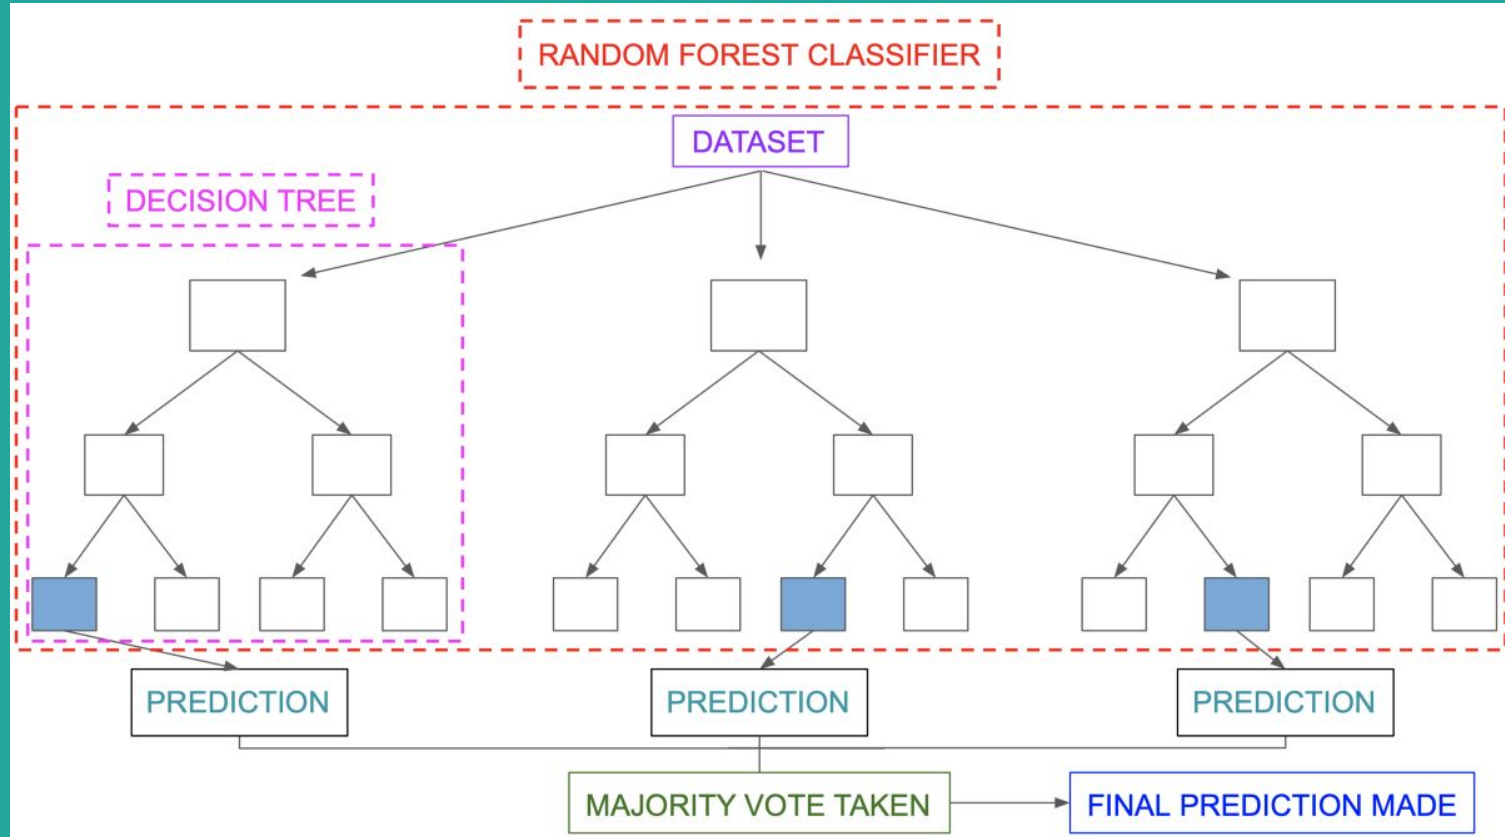 RANDOM FOREST CLASSIFIER
DATASET
DECISION TREE
PREDICTION
PREDICTION
PREDICTION
MAJORITY VOTE TAKEN
FINAL PREDICTION MADE